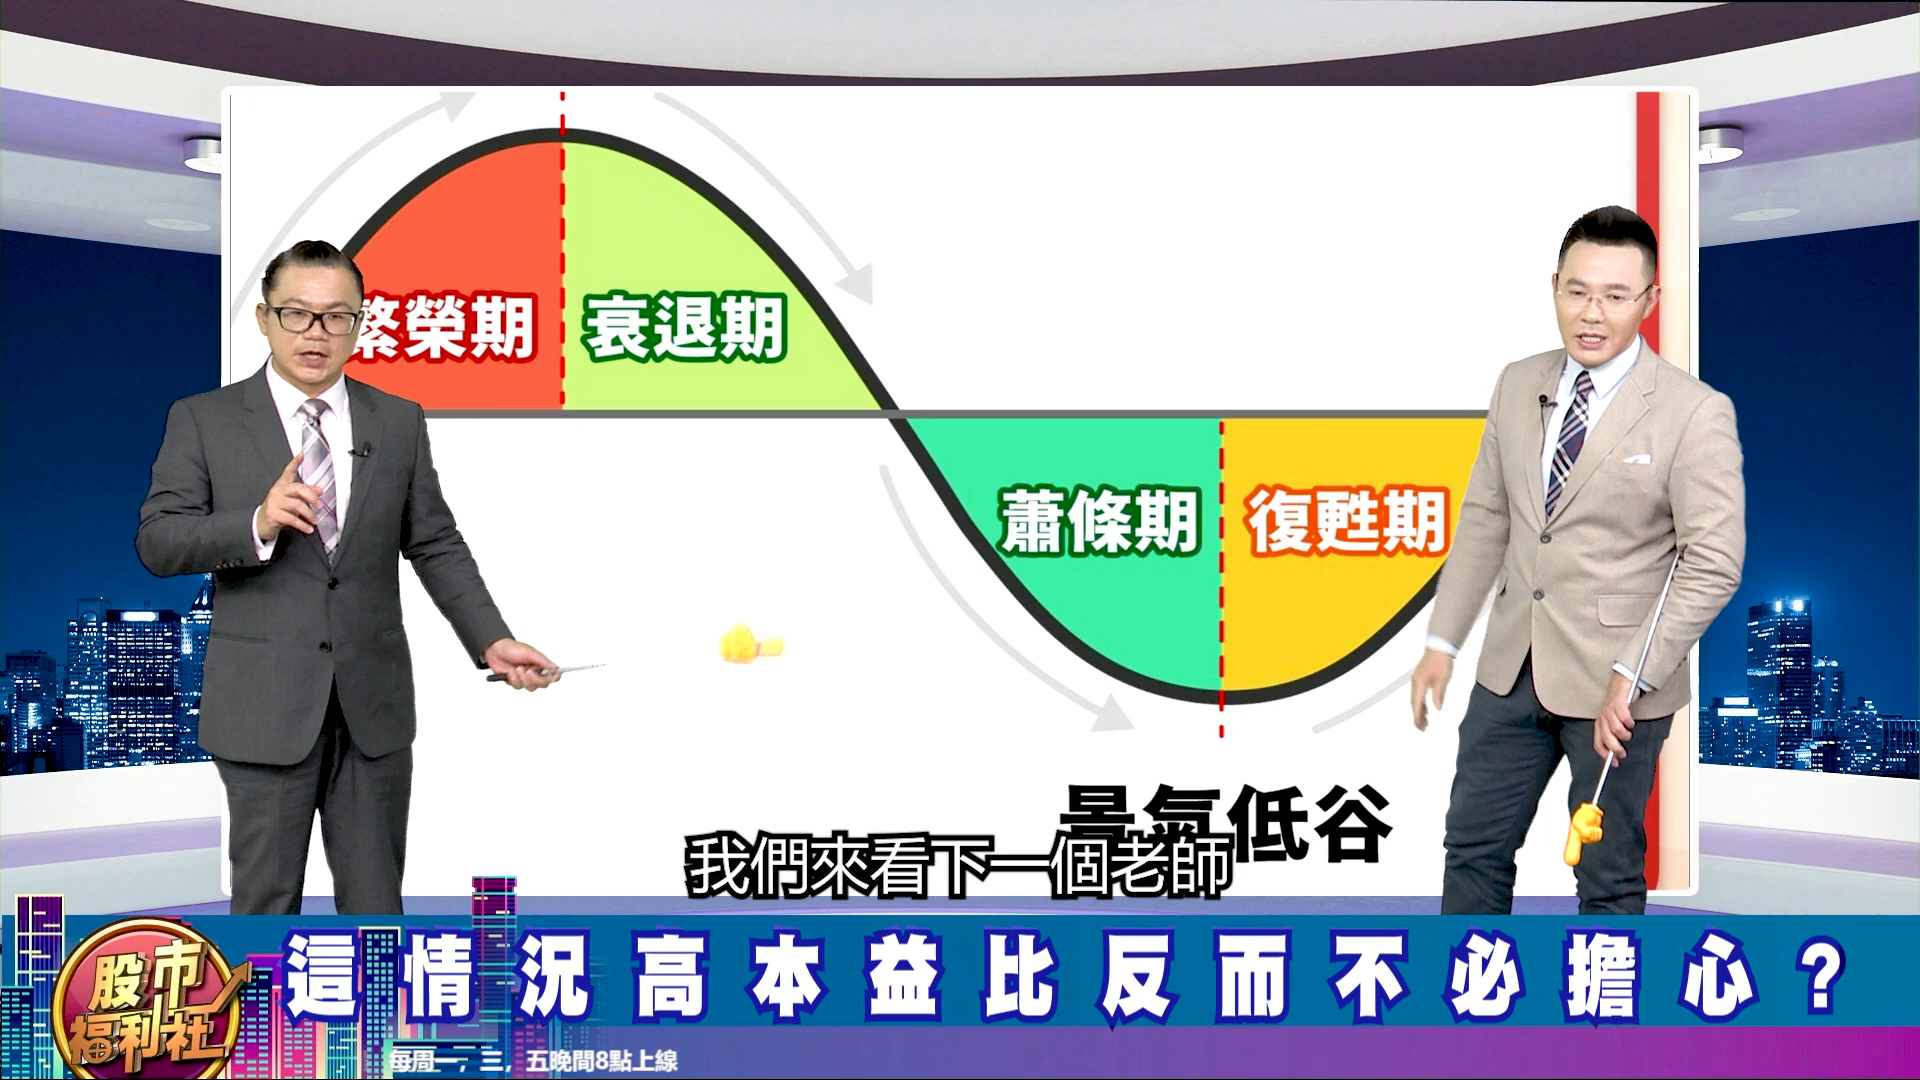 繁榮期
衰退期
蕭條期
復甦期
景氣低谷
我們來看下一個老師
股市
福利社
這情況高本益比反而不必擔心？
每周一，三，五晚間8點上線